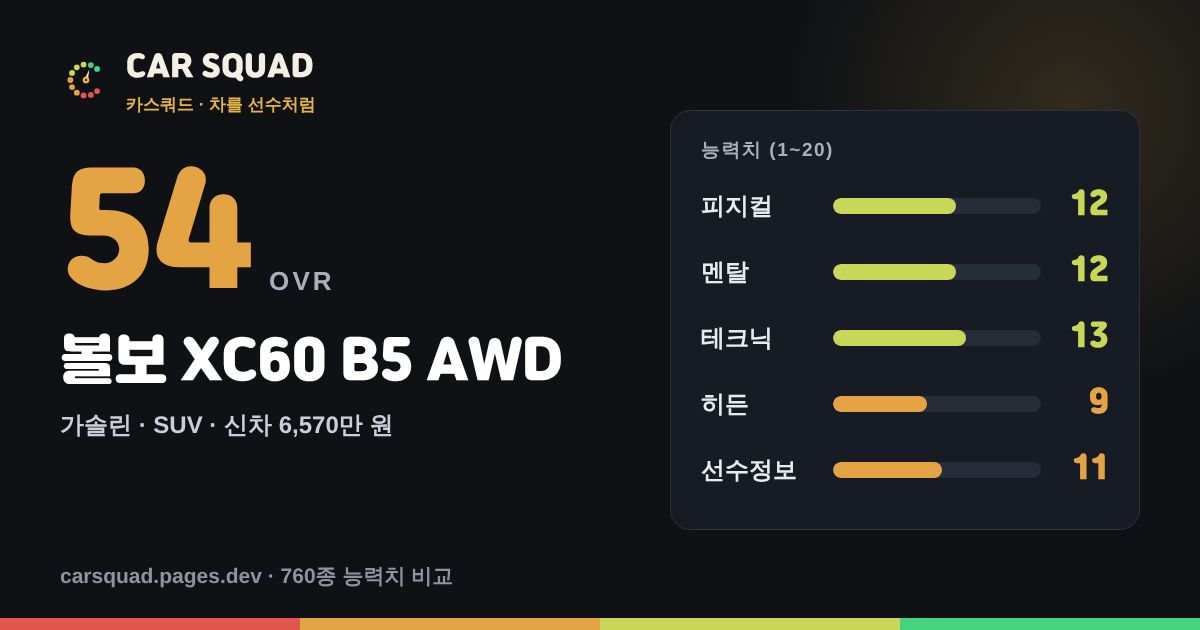 CAR SQUAD
카스쿼드 · 차를 선수처럼
54 OVR
볼보 XC60 B5 AWD
가솔린 · SUV · 신차 6,570만 원
carsquad.pages.dev · 760종 능력치 비교
능력치 (1~20)
피지컬 12
멘탈 12
테크닉 13
히든 9
선수정보 11